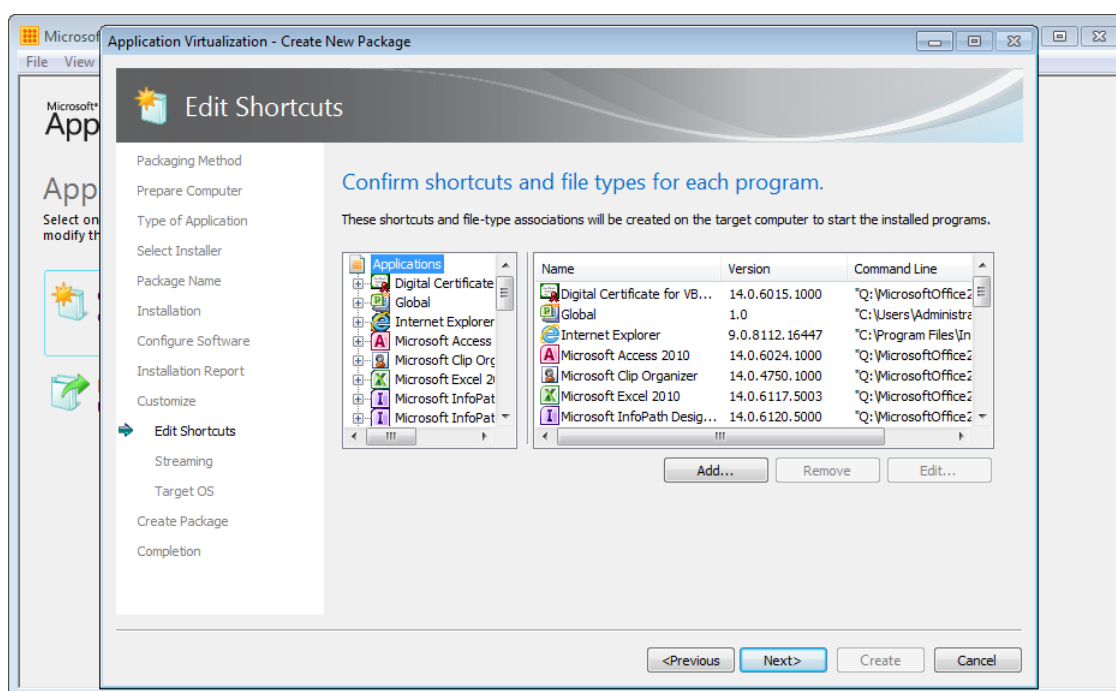 Microsof
File View
Microsoft®
App
App
Select on
modify th
Application Virtualization - Create New Package
Edit Shortcuts
Packaging Method
Prepare Computer
Type of Application
Select Installer
Package Name
Installation
Configure Software
Installation Report
Customize
Edit Shortcuts
Streaming
Target OS
Create Package
Completion
Confirm shortcuts and file types for each program.
These shortcuts and file-type associations will be created on the target computer to start the installed programs.
Applications
Digital Certificate
Global
Internet Explorer
Microsoft Access
Microsoft Clip Org
Microsoft Excel 2
Microsoft InfoPat
Microsoft InfoPat
Name Version Command Line
Digital Certificate for VB... 14.0.6015.1000 "Q:\MicrosoftOffice2
Global 1.0 "C:\Users\Administra
Internet Explorer 9.0.8112.16447 "C:\Program Files\In
Microsoft Access 2010 14.0.6024.1000 "Q:\MicrosoftOffice2
Microsoft Clip Organizer 14.0.4750.1000 "Q:\MicrosoftOffice2
Microsoft Excel 2010 14.0.6117.5003 "Q:\MicrosoftOffice2
Microsoft InfoPath Desig... 14.0.6120.5000 "Q:\MicrosoftOffice2
Add... Remove Edit...
<Previous Next> Create Cancel